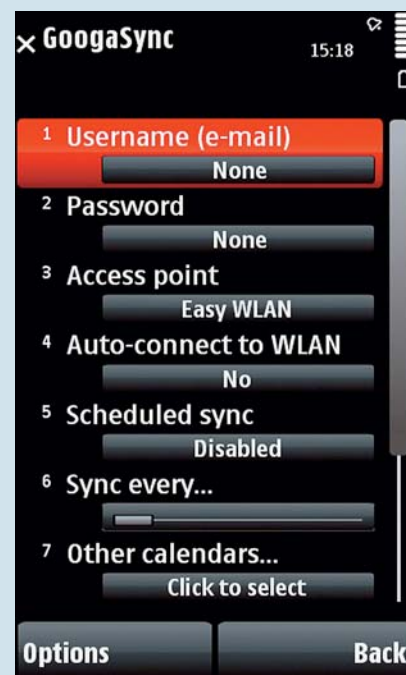 × GoogaSync
15:18
1 Username (e-mail)
None
2 Password
None
3 Access point
Easy WLAN
4 Auto-connect to WLAN
No
5 Scheduled sync
Disabled
6 Sync every...
7 Other calendars...
Click to select
Options Back